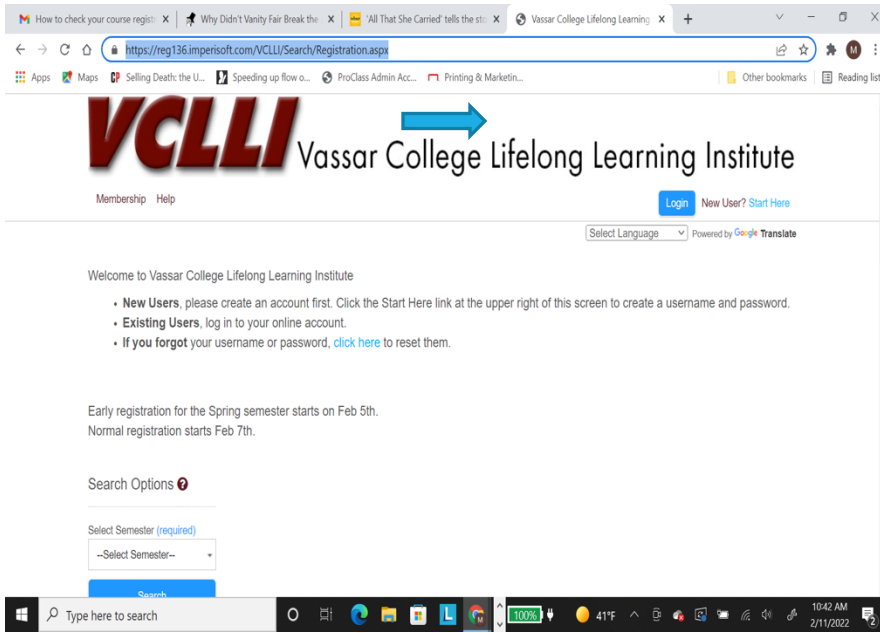 How to check your course regist
Why Didn't Vanity Fair Break the
'All That She Carried' tells the sto
Vassar College Lifelong Learning
https://reg136.imperisoft.com/VCLLI/Search/Registration.aspx
M
Apps
Maps
Selling Death: the U...
Speeding up flow o...
ProClass Admin Acc...
Printing & Marketin...
Other bookmarks
Reading list
VCLLI Vassar College Lifelong Learning Institute
Membership Help
Login New User? Start Here
Select Language Powered by Google Translate
Welcome to Vassar College Lifelong Learning Institute
• New Users, please create an account first. Click the Start Here link at the upper right of this screen to create a username and password.
• Existing Users, log in to your online account.
• If you forgot your username or password, click here to reset them.
Early registration for the Spring semester starts on Feb 5th.
Normal registration starts Feb 7th.
Search Options ?
Select Semester (required)
--Select Semester--
Search
Type here to search
L
100%
41°F
10:42 AM
2/11/2022
2